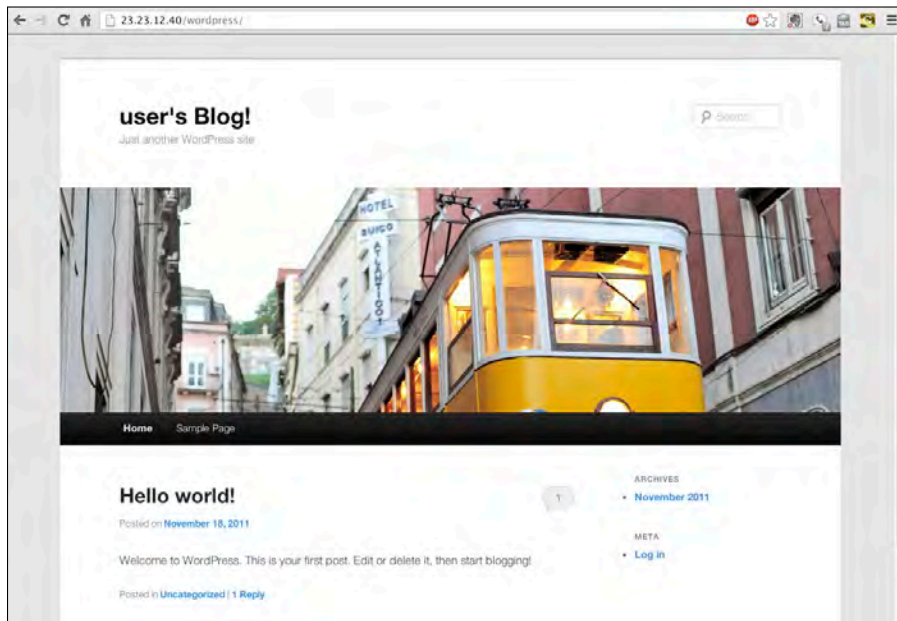 23.23.12.40/wordpress/
user's Blog!
Just another WordPress site
Search
HOTEL
SUIÇO
ATLANTICO
Home
Sample Page
Hello world!
1
Posted on November 18, 2011
Welcome to WordPress. This is your first post. Edit or delete it, then start blogging!
Posted in Uncategorized | 1 Reply
ARCHIVES
November 2011
META
Log in